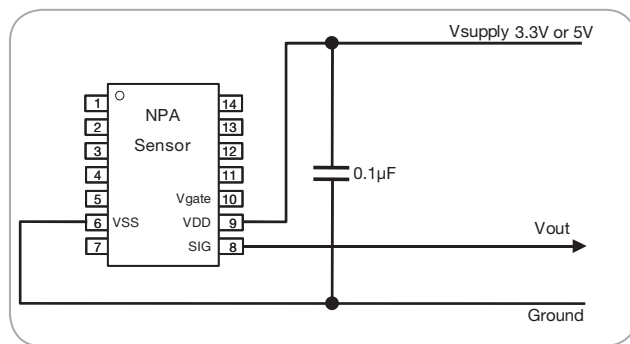 Vsupply 3.3V or 5V
NPA
Sensor
1
14
2
13
3
12
4
11
5
Vgate
10
6
VSS
VDD
9
7
SIG
8
0.1µF
Vout
Ground